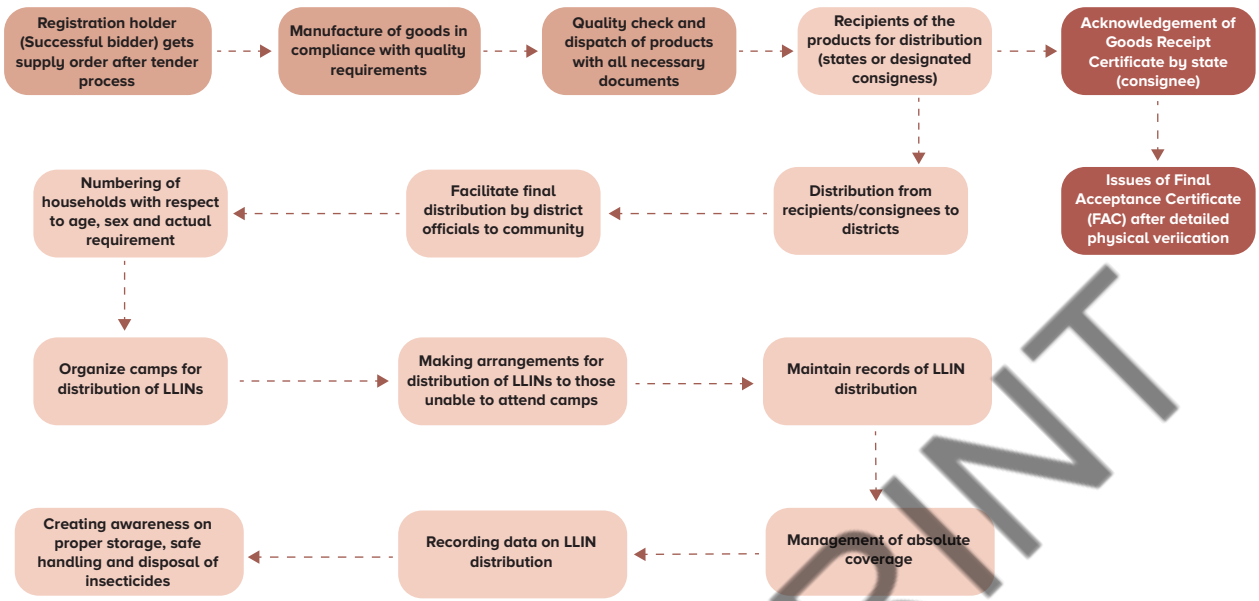 Registration holder
(Successful bidder) gets
supply order after tender
process
Manufacture of goods in
compliance with quality
requirements
Quality check and
dispatch of products
with all necessary
documents
Recipients of the
products for distribution
(states or designated
consigness)
Acknowledgement of
Goods Receipt
Certificate by state
(consignee)
Issues of Final
Acceptance Certificate
(FAC) after detailed
physical veriication
Distribution from
recipients/consignees to
districts
Facilitate final
distribution by district
officials to community
Numbering of
households with respect
to age, sex and actual
requirement
Organize camps for
distribution of LLINs
Making arrangements for
distribution of LLINs to those
unable to attend camps
Maintain records of LLIN
distribution
Management of absolute
coverage
Recording data on LLIN
distribution
Creating awareness on
proper storage, safe
handling and disposal of
insecticides